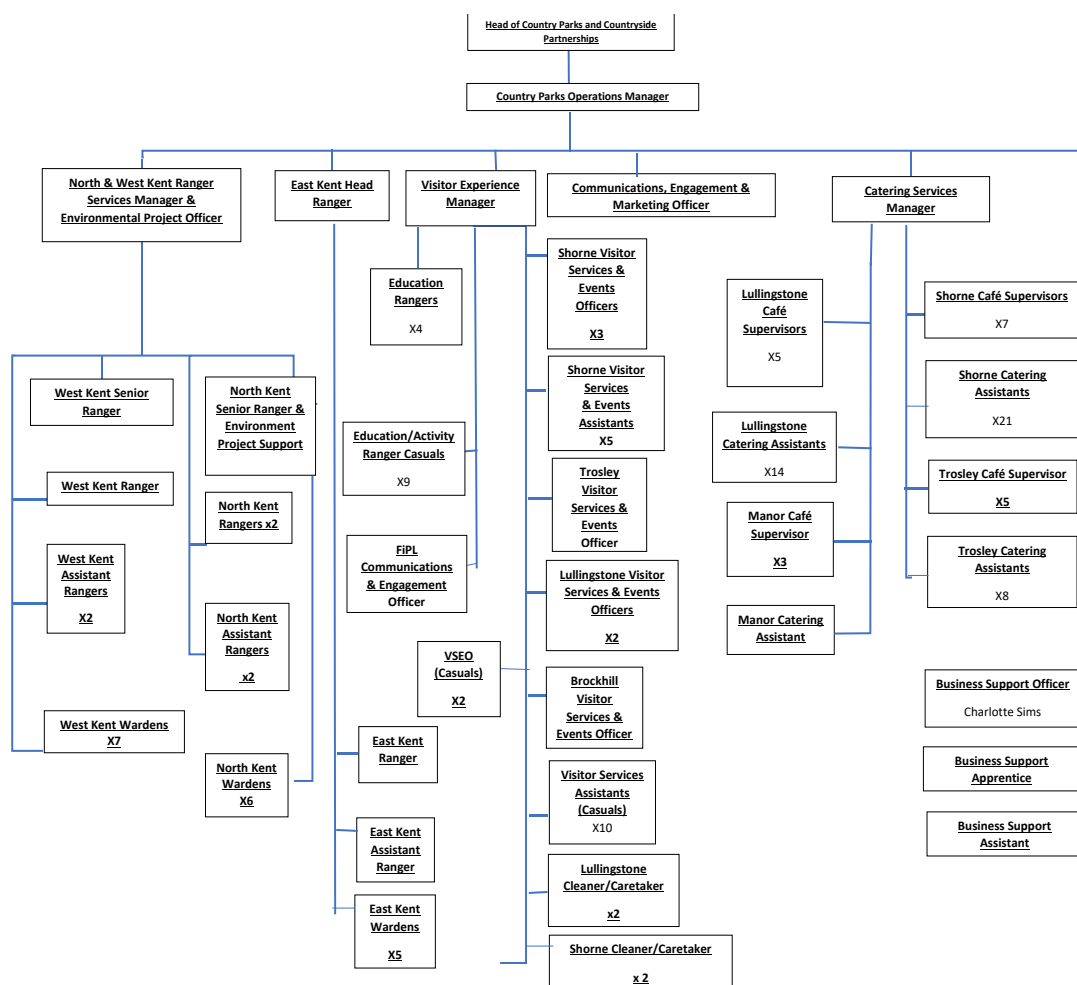 Head of Country Parks and Countryside
Partnerships
Country Parks Operations Manager
North & West Kent Ranger
Services Manager &
Environmental Project Officer
East Kent Head
Ranger
Visitor Experience
Manager
Communications, Engagement &
Marketing Officer
Catering Services
Manager
West Kent Senior
Ranger
North Kent
Senior Ranger &
Environment
Project Support
West Kent Ranger
North Kent
Rangers x2
West Kent
Assistant
Rangers
X2
North Kent
Assistant
Rangers
x2
West Kent Wardens
X7
North Kent
Wardens
X6
East Kent
Ranger
East Kent
Assistant
Ranger
East Kent
Wardens
X5
Education
Rangers
X4
Education/Activity
Ranger Casuals
X9
FiPL
Communications
& Engagement
Officer
VSEO
(Casuals)
X2
Shorne Visitor
Services &
Events
Officers
X3
Shorne Visitor
Services
& Events
Assistants
X5
Trosley
Visitor
Services &
Events
Officer
Lullingstone Visitor
Services & Events
Officers
X2
Brockhill
Visitor
Services &
Events Officer
Visitor Services
Assistants
(Casuals)
X10
Lullingstone
Cleaner/Caretaker
x2
Shorne Cleaner/Caretaker
x 2
Lullingstone
Café
Supervisors
X5
Lullingstone
Catering Assistants
X14
Manor Café
Supervisor
X3
Manor Catering
Assistant
Shorne Café Supervisors
X7
Shorne Catering
Assistants
X21
Trosley Café Supervisor
X5
Trosley Catering
Assistants
X8
Business Support Officer
Charlotte Sims
Business Support
Apprentice
Business Support
Assistant